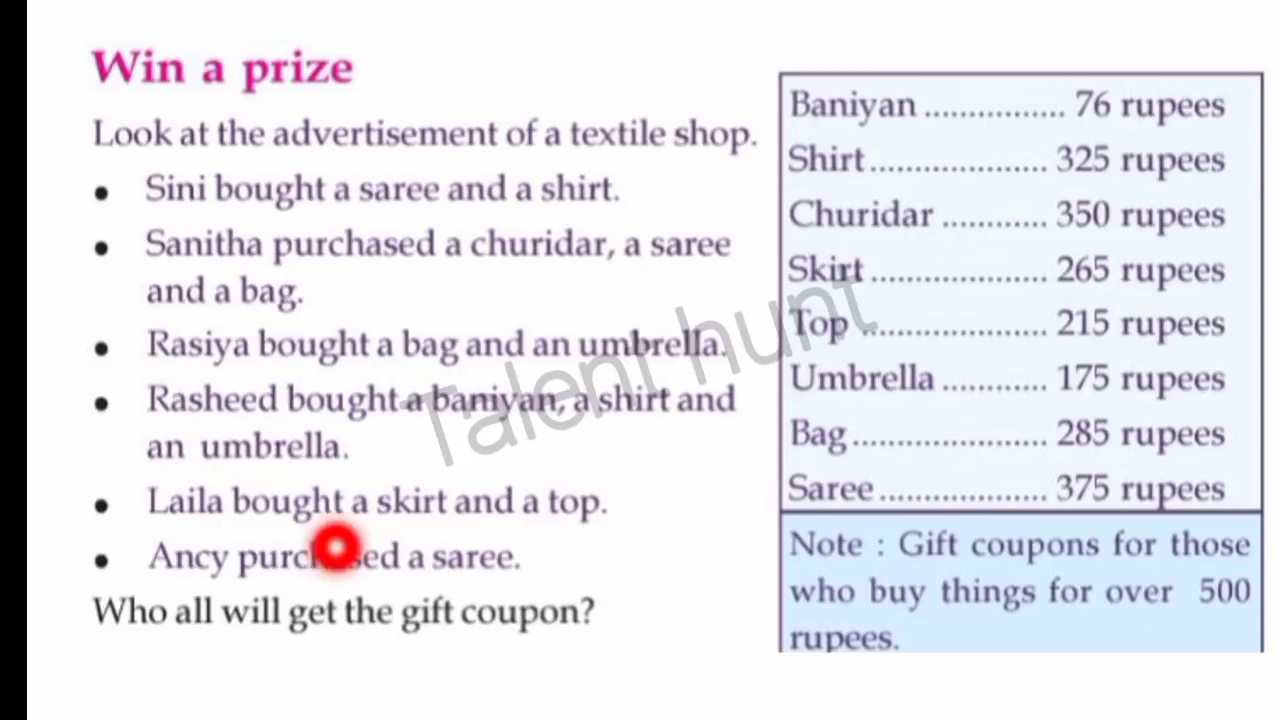 Win a prize
Look at the advertisement of a textile shop.
• Sini bought a saree and a shirt.
• Sanitha purchased a churidar, a saree
and a bag.
• Rasiya bought a bag and an umbrella.
• Rasheed bought a baniyan, a shirt and
an umbrella.
• Laila bought a skirt and a top.
• Ancy purchased a saree.
Who all will get the gift coupon?
Baniyan ................ 76 rupees
Shirt .................... 325 rupees
Churidar ............ 350 rupees
Skirt .................... 265 rupees
Top ..................... 215 rupees
Umbrella ............ 175 rupees
Bag ...................... 285 rupees
Saree ................... 375 rupees
Note : Gift coupons for those
who buy things for over 500
rupees.
Talent hunt